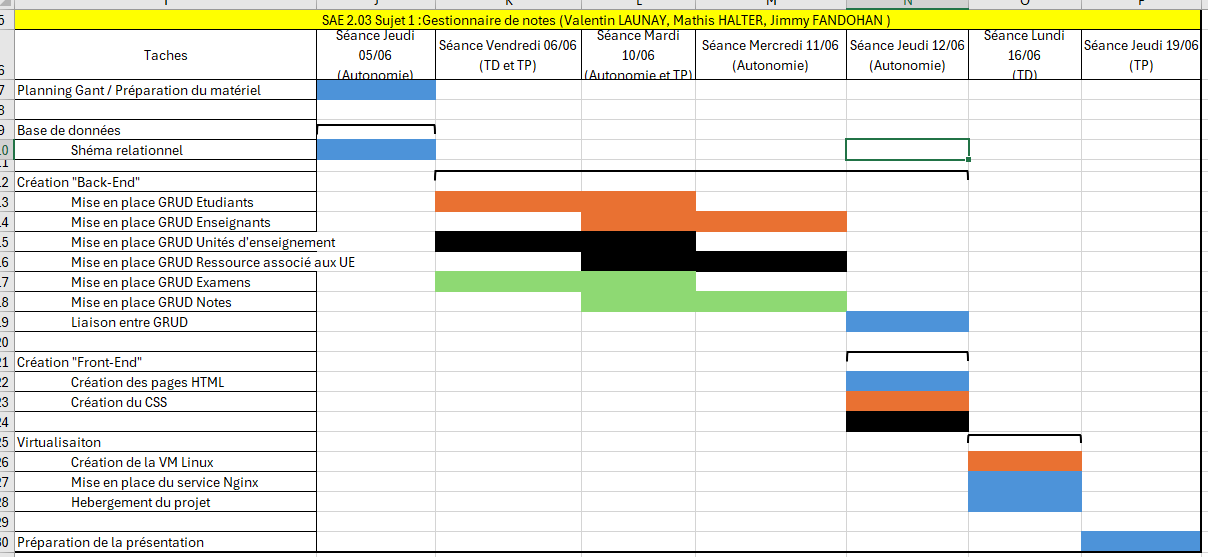 SAE 2.03 Sujet 1 :Gestionnaire de notes (Valentin LAUNAY, Mathis HALTER, Jimmy FANDOHAN )
Taches
Séance Jeudi
05/06
(Autonomie)
Séance Vendredi 06/06
(TD et TP)
Séance Mardi
10/06
(Autonomie et TP)
Séance Mercredi 11/06
(Autonomie)
Séance Jeudi 12/06
(Autonomie)
Séance Lundi
16/06
(TD)
Séance Jeudi 19/06
(TP)
Planning Gant / Préparation du matériel
Base de données
Shéma relationnel
Création "Back-End"
Mise en place GRUD Etudiants
Mise en place GRUD Enseignants
Mise en place GRUD Unités d'enseignement
Mise en place GRUD Ressource associé aux UE
Mise en place GRUD Examens
Mise en place GRUD Notes
Liaison entre GRUD
Création "Front-End"
Création des pages HTML
Création du CSS
Virtualisaiton
Création de la VM Linux
Mise en place du service Nginx
Hebergement du projet
Préparation de la présentation